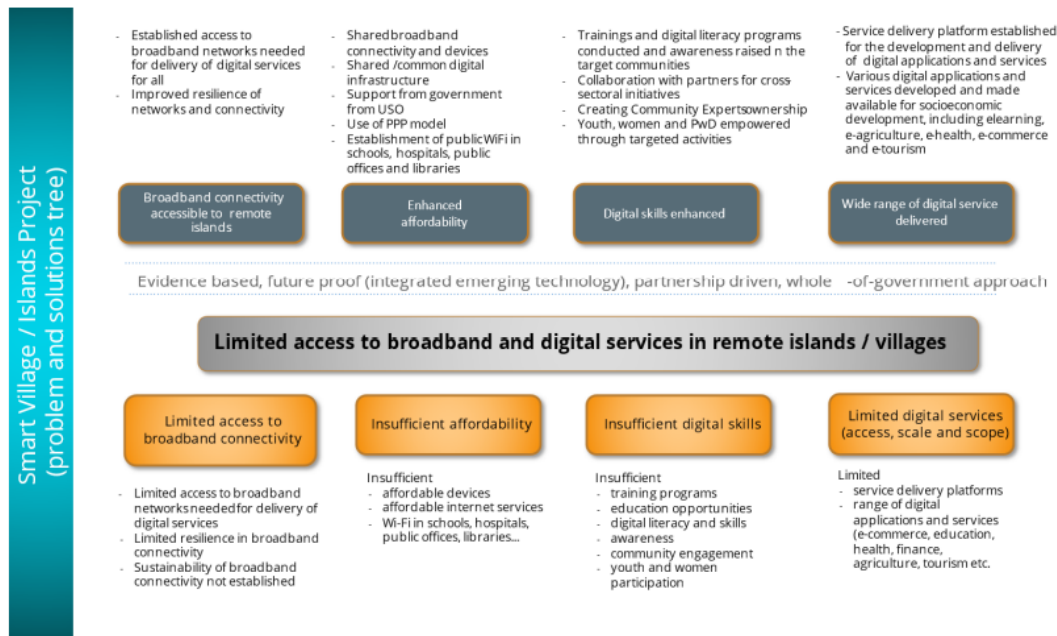 Smart Village / Islands Project
(problem and solutions tree)
- Established access to
broadband networks needed
for delivery of digital services
for all
- Improved resilience of
networks and connectivity
- Sharedbroadband
connectivity and devices
- Shared /common digital
infrastructure
- Support from government
from USO
- Use of PPP model
- Establishment of publicWiFi in
schools, hospitals, public
offices and libraries
- Trainings and digital literacy programs
conducted and awareness raised n the
target communities
- Collaboration with partners for cross-
sectoral initiatives
- Creating Community Expertsownership
- Youth, women and PwD empowered
through targeted activities
- Service delivery platform established
for the development and delivery
of digital applications and services
- Various digital applications and
services developed and made
available for socioeconomic
development, including elearning,
e-agriculture, e-health, e-commerce
and e-tourism
Broadband connectivity
accessible to remote
islands
Enhanced
affordability
Digital skills enhanced
Wide range of digital service
delivered
Evidence based, future proof (integrated emerging technology), partnership driven, whole -of-government approach
Limited access to broadband and digital services in remote islands / villages
Limited access to
broadband connectivity
Insufficient affordability
Insufficient digital skills
Limited digital services
(access, scale and scope)
- Limited access to broadband
networksneededfor delivery of
digital services
- Limited resilience in broadband
connectivity
- Sustainability of broadband
connectivity not established
Insufficient
- affordable devices
- affordable internet services
- Wi-Fi in schools, hospitals,
public offices, libraries...
Insufficient
- training programs
- education opportunities
- digital literacy and skills
- awareness
- community engagement
- youth and women
participation
Limited
- service delivery platforms
- range of digital
applications and services
(e-commerce, education,
health, finance,
agriculture, tourism etc.